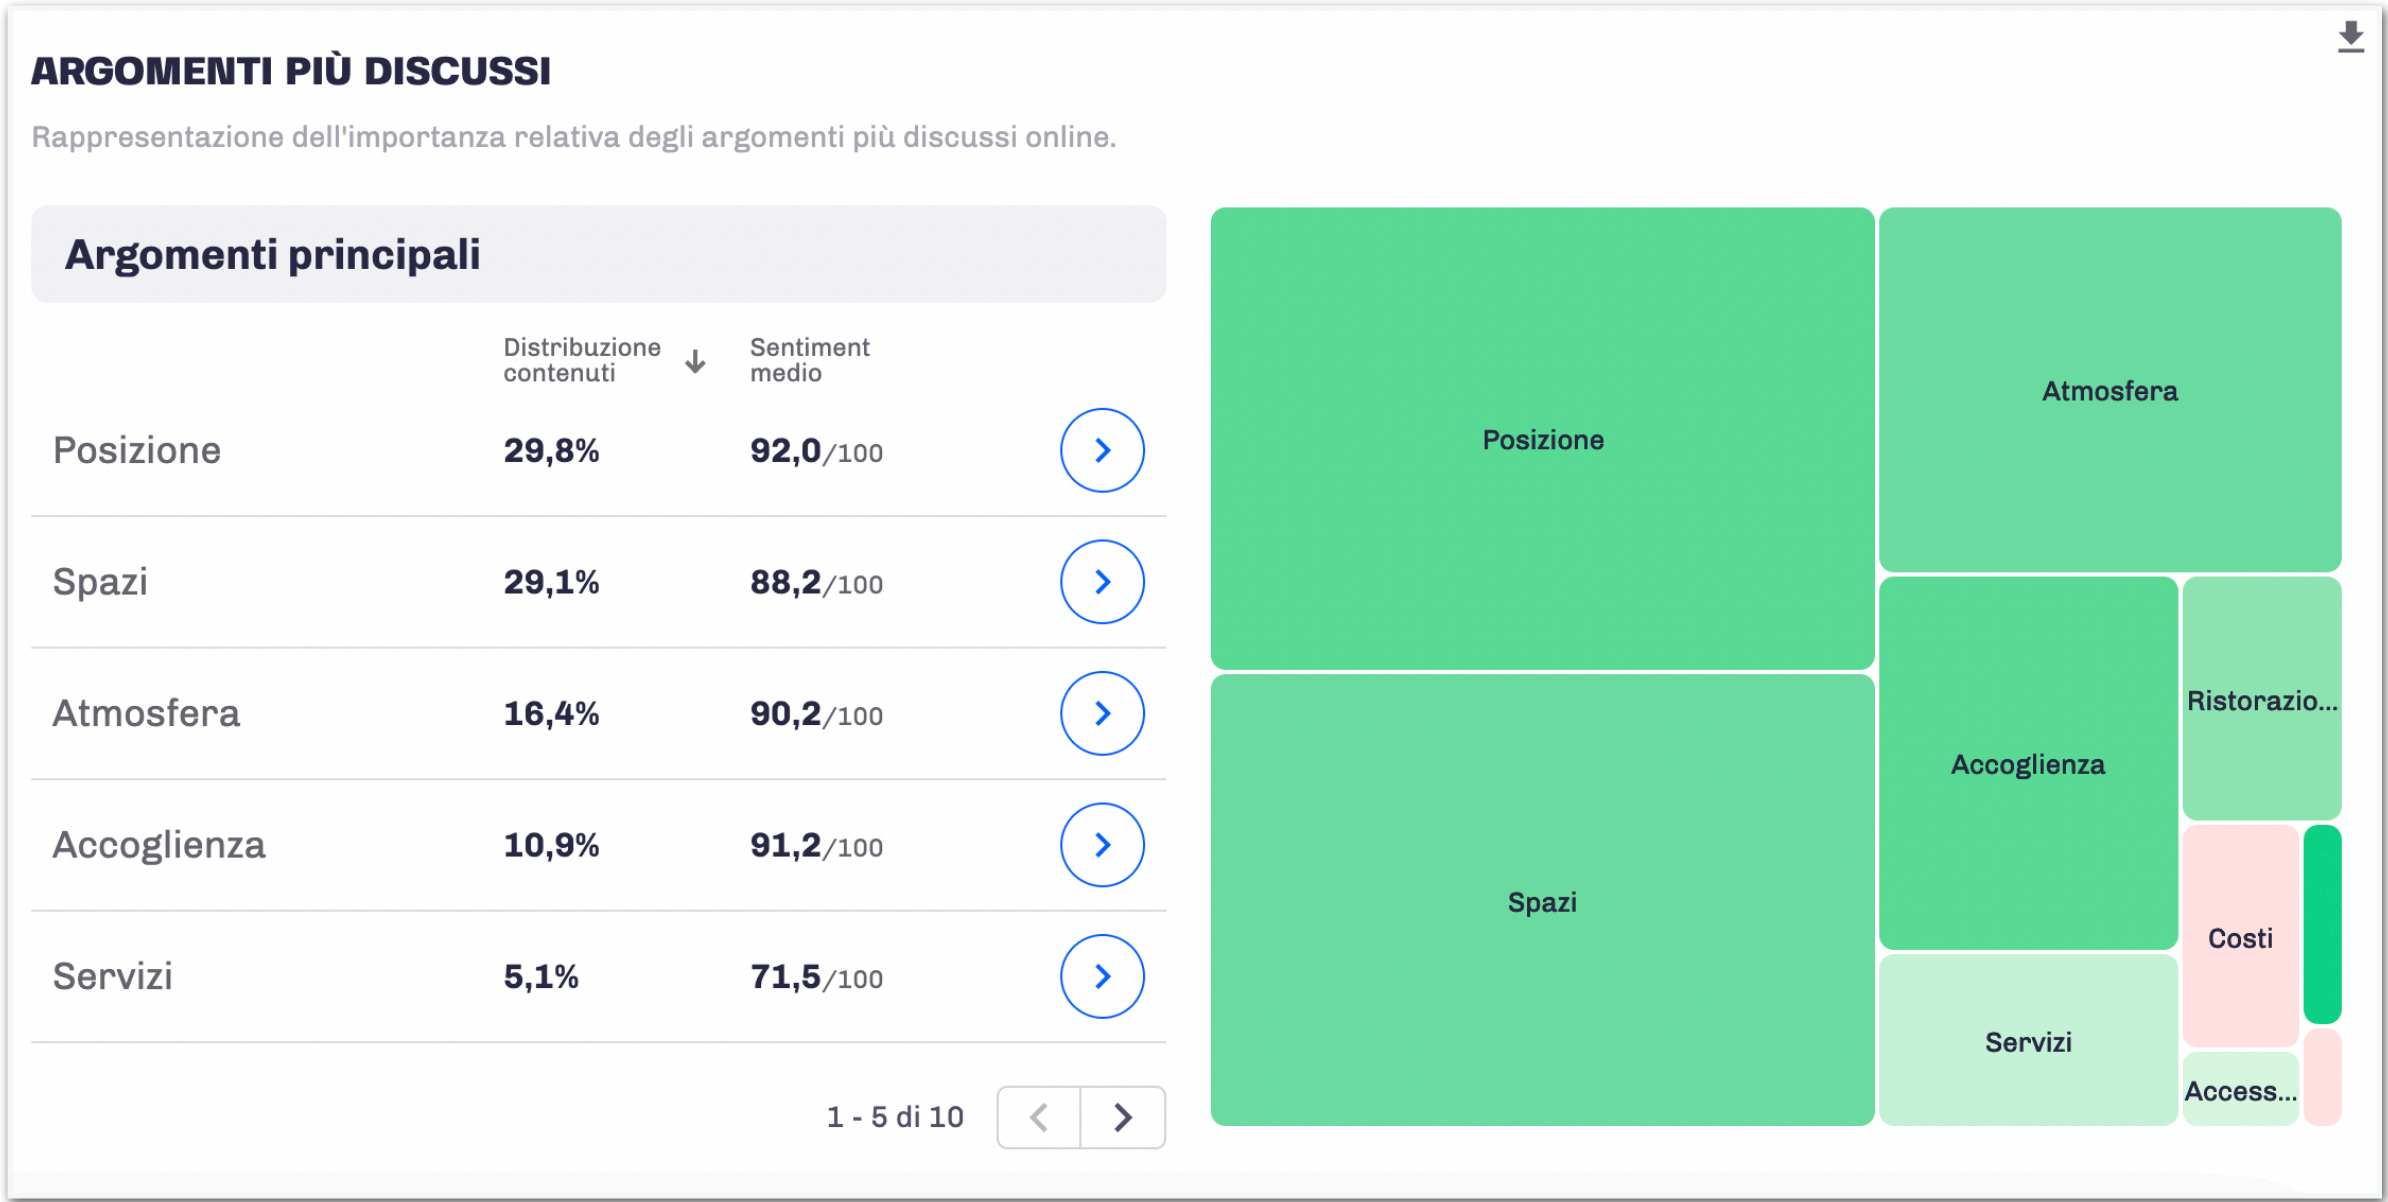 ARGOMENTI PIÙ DISCUSSI
Rappresentazione dell'importanza relativa degli argomenti più discussi online.
Argomenti principali
Distribuzione
contenuti
Sentiment
medio
Posizione 29,8% 92,0/100
Spazi 29,1% 88,2/100
Atmosfera 16,4% 90,2/100
Accoglienza 10,9% 91,2/100
Servizi 5,1% 71,5/100
1 - 5 di 10
Posizione
Atmosfera
Spazi
Accoglienza
Ristorazio...
Costi
Servizi
Access...